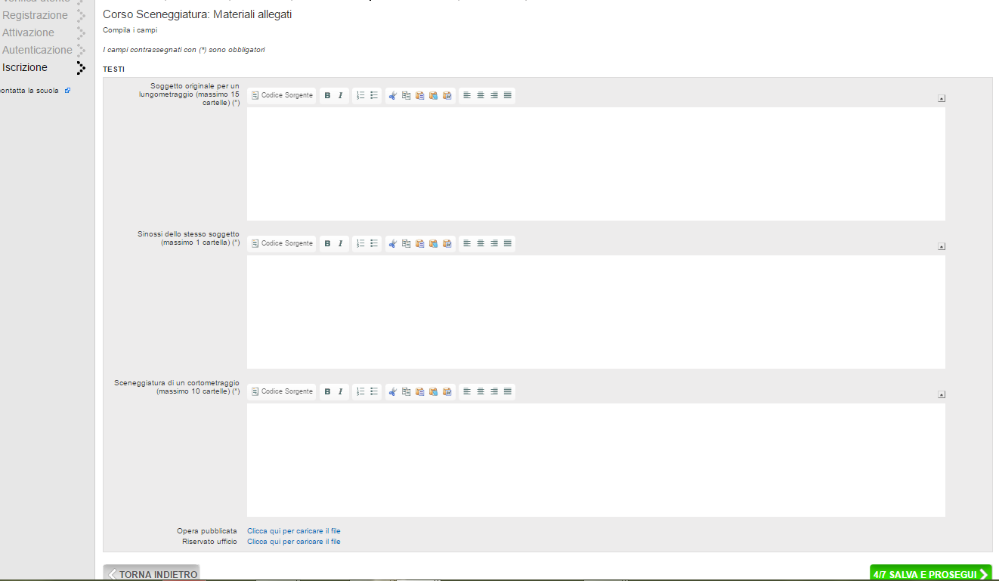 Verifica utente
Registrazione
Attivazione
Autenticazione
Iscrizione
contatta la scuola
Corso Sceneggiatura: Materiali allegati
Compila i campi
I campi contrassegnati con (*) sono obbligatori
TESTI
Soggetto originale per un
lungometraggio (massimo 15
cartelle) (*)
Codice Sorgente
B I
Sinossi dello stesso soggetto
(massimo 1 cartella) (*)
Codice Sorgente
B I
Sceneggiatura di un cortometraggio
(massimo 10 cartelle) (*)
Codice Sorgente
B I
Opera pubblicata Clicca qui per caricare il file
Riservato ufficio Clicca qui per caricare il file
TORNA INDIETRO
4/7 SALVA E PROSEGUI